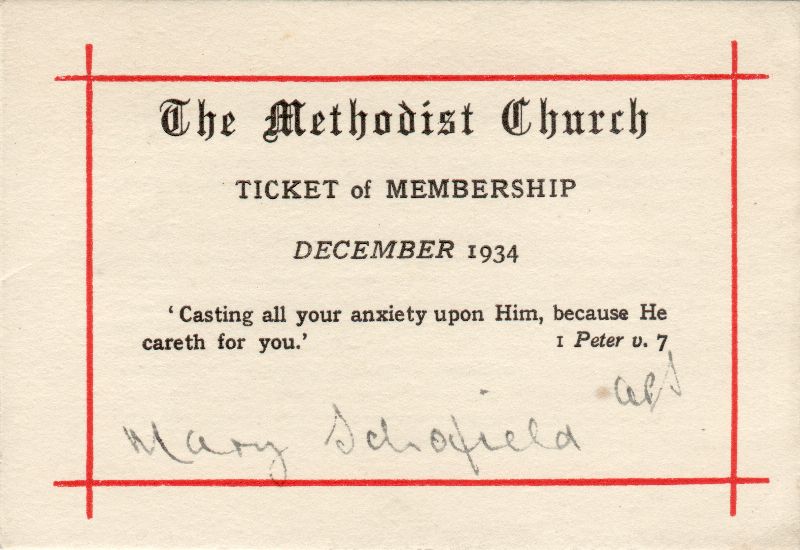 The Methodist Church
TICKET of MEMBERSHIP
DECEMBER 1934
‘Casting all your anxiety upon Him, because He
careth for you.’ 1 Peter v. 7
Mary Schofield